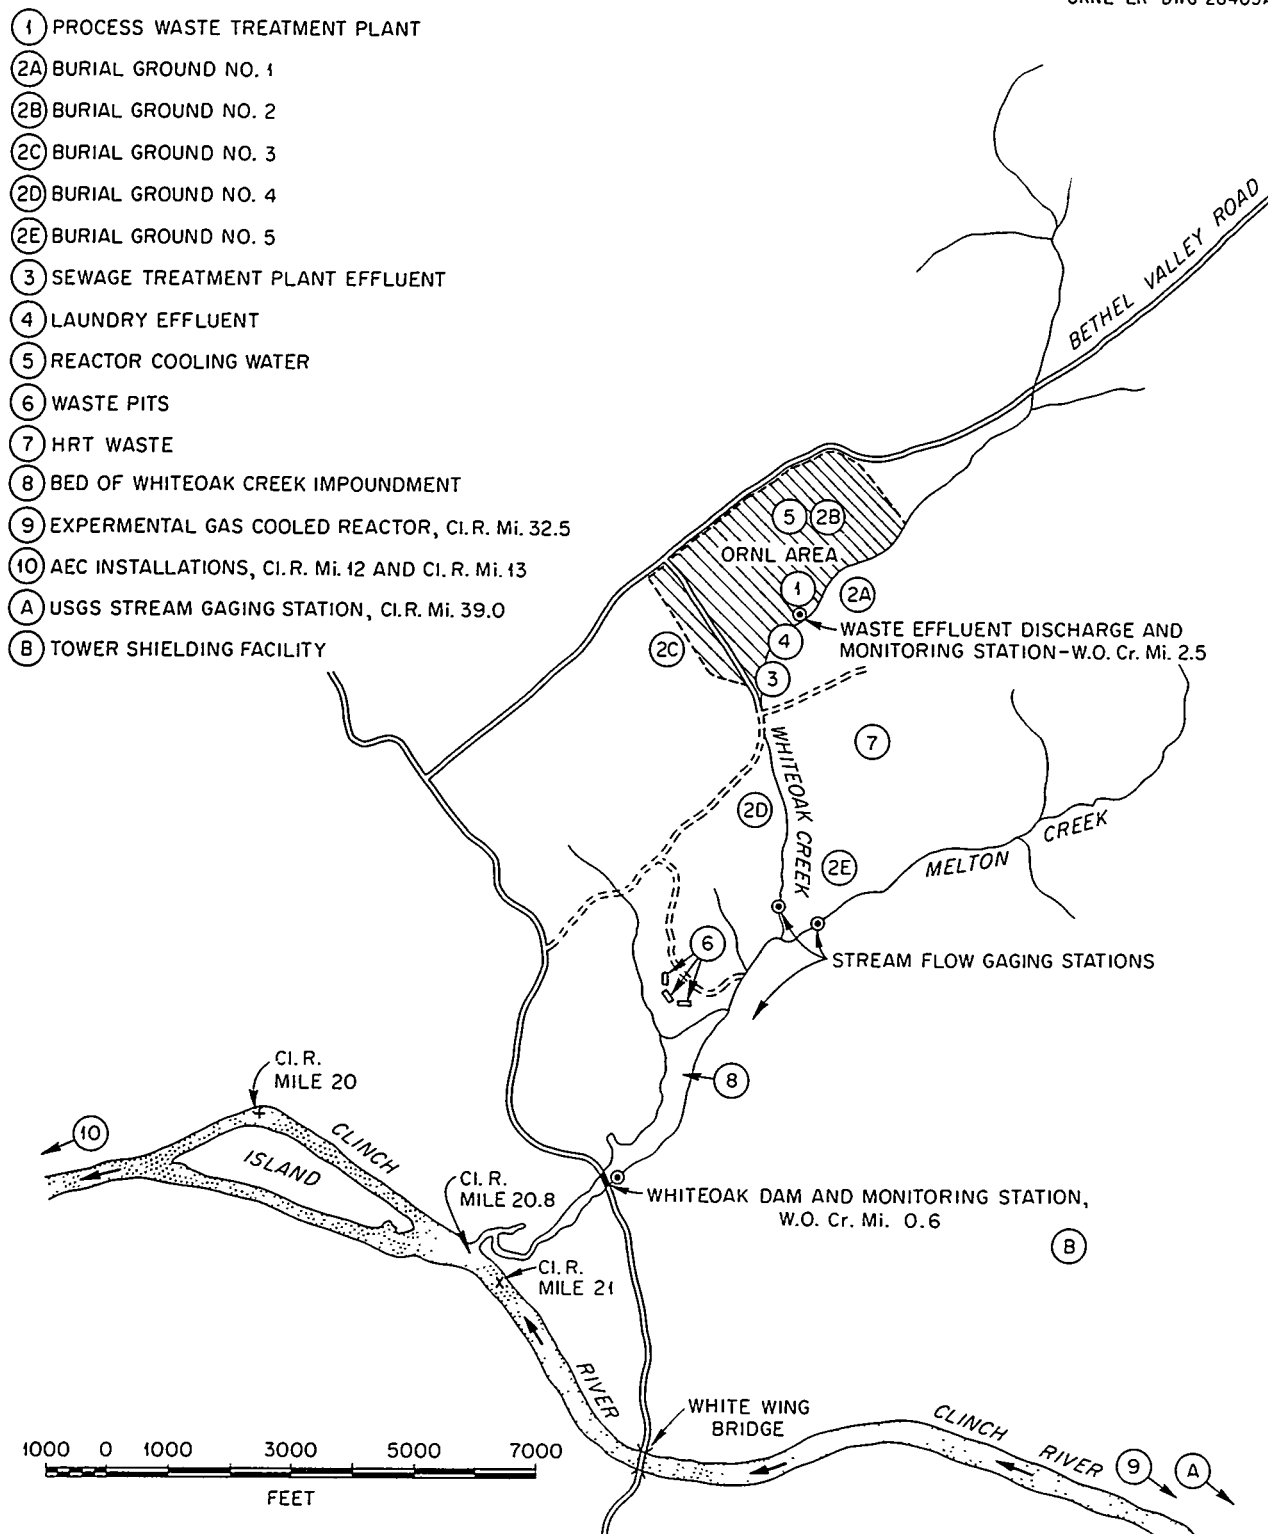 ① PROCESS WASTE TREATMENT PLANT
2A BURIAL GROUND NO. 1
2B BURIAL GROUND NO. 2
2C BURIAL GROUND NO. 3
2D BURIAL GROUND NO. 4
2E BURIAL GROUND NO. 5
3 SEWAGE TREATMENT PLANT EFFLUENT
4 LAUNDRY EFFLUENT
5 REACTOR COOLING WATER
6 WASTE PITS
7 HRT WASTE
8 BED OF WHITEOAK CREEK IMPOUNDMENT
9 EXPERMENTAL GAS COOLED REACTOR, Cl.R. Mi. 32.5
10 AEC INSTALLATIONS, Cl.R. Mi. 12 AND Cl.R. Mi. 13
A USGS STREAM GAGING STATION, Cl.R. Mi. 39.0
B TOWER SHIELDING FACILITY
BETHEL VALLEY ROAD
5 2B
ORNL AREA
1
2A
WASTE EFFLUENT DISCHARGE AND
MONITORING STATION-W.O. Cr. Mi. 2.5
4
2C
3
7
WHITEOAK CREEK
2D
2E
MELTON CREEK
6
STREAM FLOW GAGING STATIONS
8
Cl. R.
MILE 20
10
CLINCH
ISLAND
Cl. R.
MILE 20.8
WHITEOAK DAM AND MONITORING STATION,
W.O. Cr. Mi. 0.6
B
Cl. R.
MILE 21
RIVER
WHITE WING
BRIDGE
CLINCH RIVER
9 A
1000 0 1000 3000 5000 7000
FEET